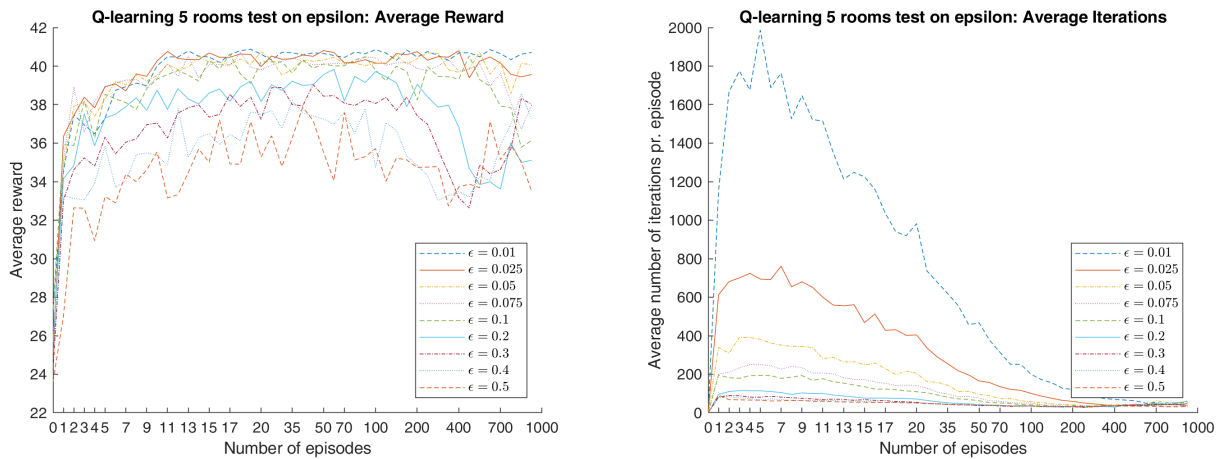 Q-learning 5 rooms test on epsilon: Average Reward
42
40
38
36
34
32
30
28
26
24
22
Average reward
0 1 2 3 4 5 7 9 11 13 15 17 20 35 50 70 100 200 400 700 1000
Number of episodes
ϵ = 0.01
ϵ = 0.025
ϵ = 0.05
ϵ = 0.075
ϵ = 0.1
ϵ = 0.2
ϵ = 0.3
ϵ = 0.4
ϵ = 0.5
Q-learning 5 rooms test on epsilon: Average Iterations
2000
1800
1600
1400
1200
1000
800
600
400
200
0
Average number of iterations pr. episode
0 1 2 3 4 5 7 9 11 13 15 17 20 35 50 70 100 200 400 700 1000
Number of episodes
ϵ = 0.01
ϵ = 0.025
ϵ = 0.05
ϵ = 0.075
ϵ = 0.1
ϵ = 0.2
ϵ = 0.3
ϵ = 0.4
ϵ = 0.5